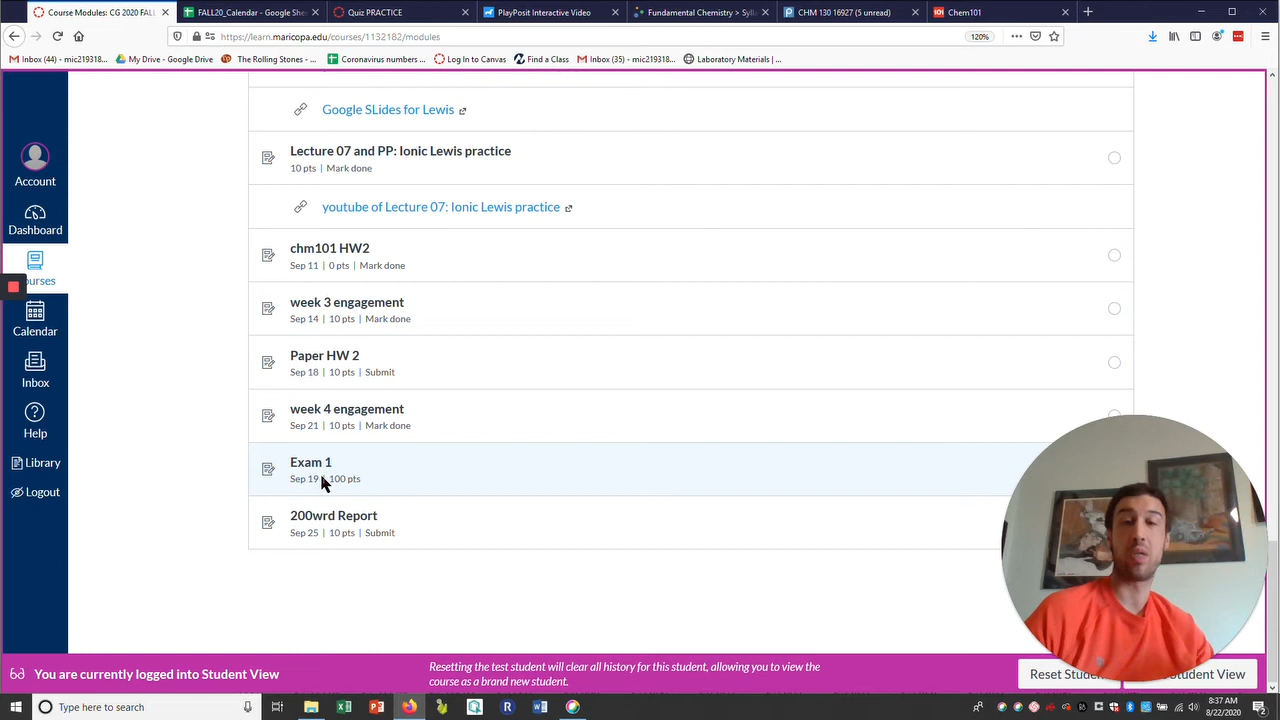 Course Modules: CG 2020 FALL
FALL20_Calendar - Google She
Quiz PRACTICE
PlayPosit Interactive Video
Fundamental Chemistry > Syll
CHM 130 16927 (5 unread)
Chem101
https://learn.maricopa.edu/courses/1132182/modules
120%
Inbox (44) — mic219318...
My Drive - Google Drive
The Rolling Stones - ...
Coronavirus numbers ...
Log In to Canvas
Find a Class
Inbox (35) - mic219318...
Laboratory Materials | ...
Account
Dashboard
ourses
Calendar
Inbox
Help
Library
Logout
Google SLides for Lewis
Lecture 07 and PP: Ionic Lewis practice
10 pts | Mark done
youtube of Lecture 07: Ionic Lewis practice
chm101 HW2
Sep 11 | 0 pts | Mark done
week 3 engagement
Sep 14 | 10 pts | Mark done
Paper HW 2
Sep 18 | 10 pts | Submit
week 4 engagement
Sep 21 | 10 pts | Mark done
Exam 1
Sep 19 | 100 pts
200wrd Report
Sep 25 | 10 pts | Submit
You are currently logged into Student View
Resetting the test student will clear all history for this student, allowing you to view the
course as a brand new student.
Reset Stude
Student View
Type here to search
8:37 AM
8/22/2020